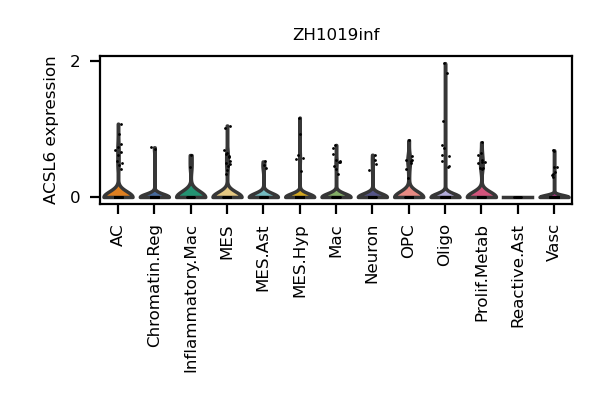 ZH1019inf
ACSL6 expression
2
0
AC
Chromatin.Reg
Inflammatory.Mac
MES
MES.Ast
MES.Hyp
Mac
Neuron
OPC
Oligo
Prolif.Metab
Reactive.Ast
Vasc